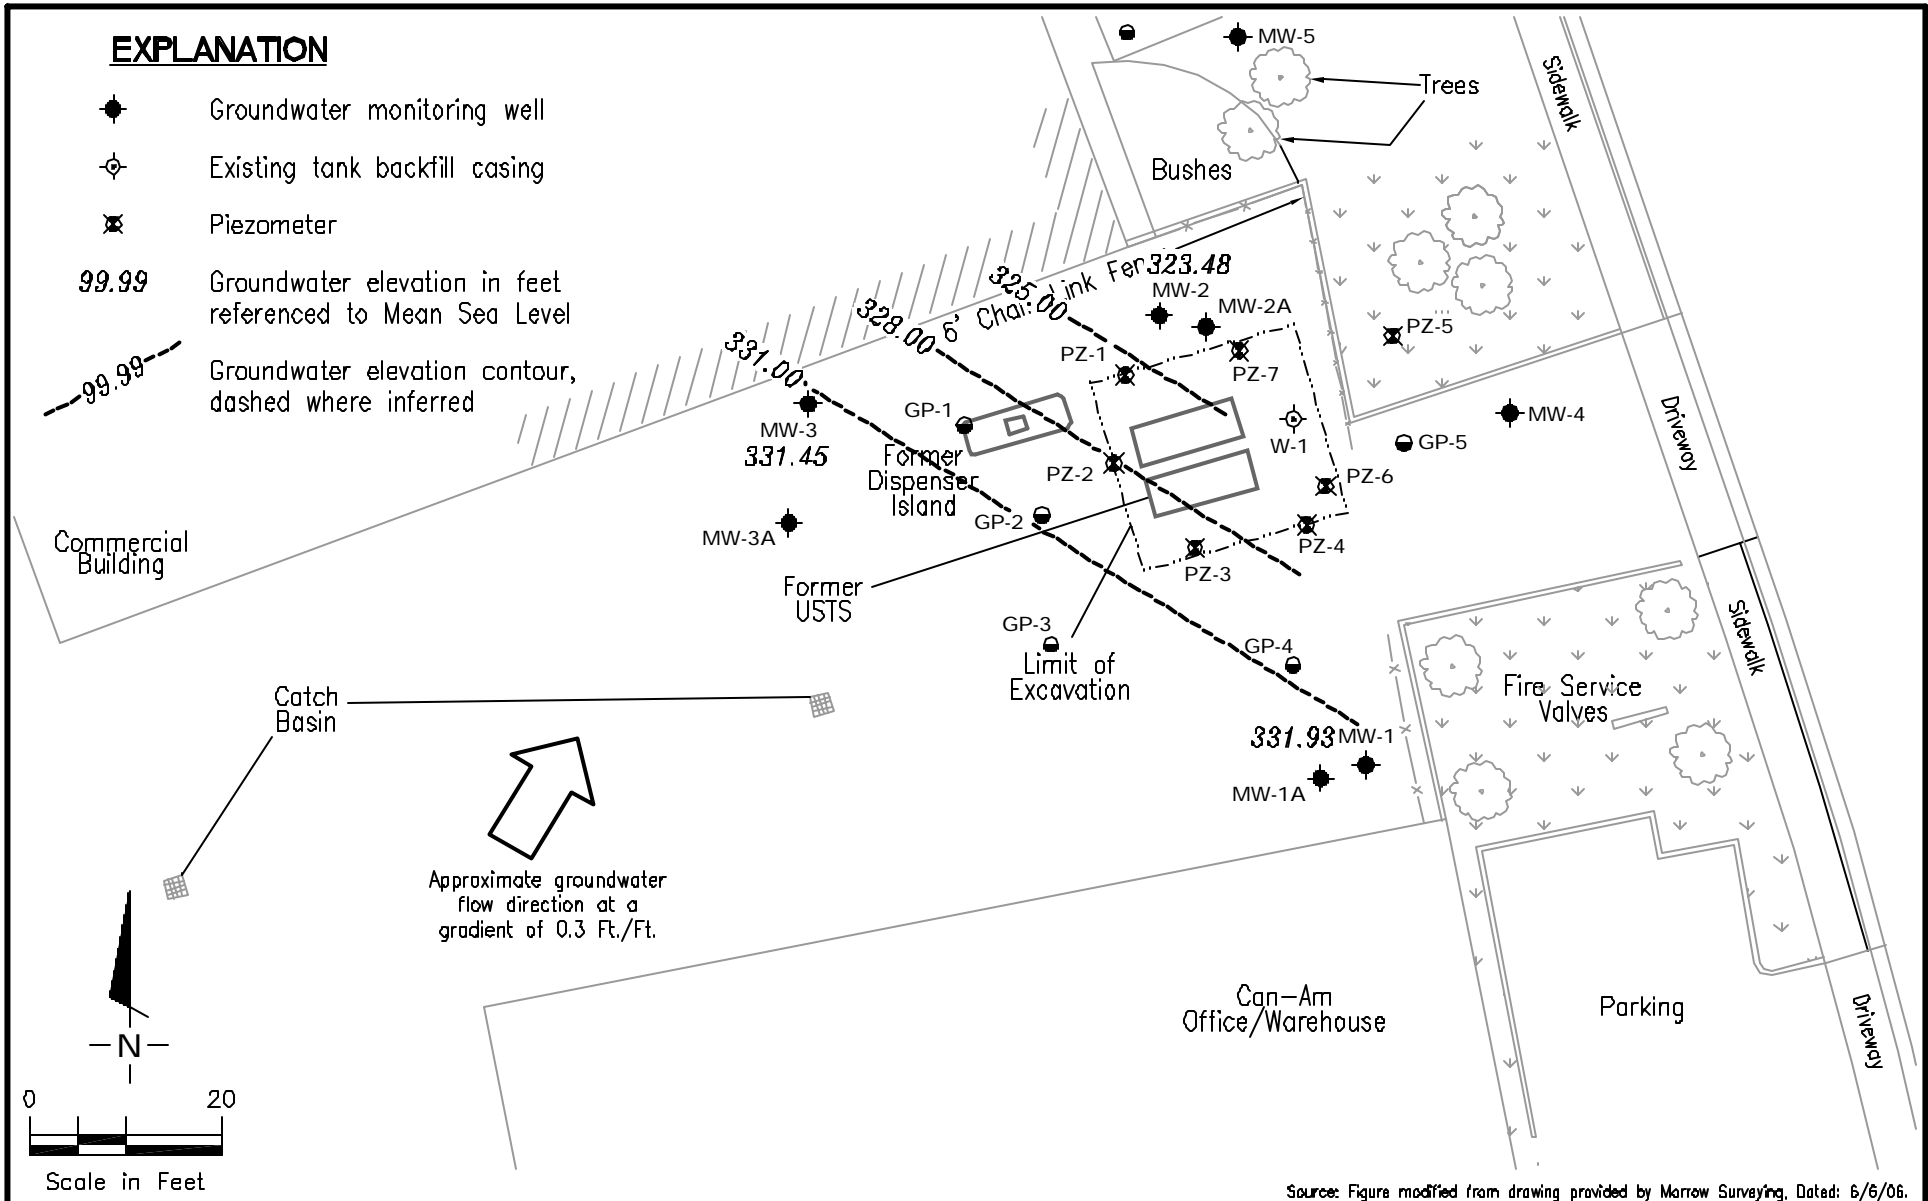 EXPLANATION
Groundwater monitoring well
Existing tank backfill casing
Piezometer
99.99
Groundwater elevation in feet
referenced to Mean Sea Level
99.99
Groundwater elevation contour,
dashed where inferred
MW-5
Trees
Sidewalk
Bushes
6' Chain Link Fence
323.48
325.00
328.00
331.00
MW-2
MW-2A
PZ-5
PZ-1
PZ-7
GP-1
MW-3
331.45
Former
Dispenser
Island
PZ-2
W-1
PZ-6
GP-5
MW-4
Driveway
GP-2
MW-3A
PZ-4
PZ-3
Commercial
Building
Former
USTS
GP-3
Limit of
Excavation
GP-4
Sidewalk
Fire Service
Valves
Catch
Basin
331.93
MW-1
MW-1A
Approximate groundwater
flow direction at a
gradient of 0.3 Ft./Ft.
Can-Am
Office/Warehouse
Parking
Driveway
N
0 20
Scale in Feet
Source: Figure modified from drawing provided by Morrow Surveying, Dated: 6/6/06.